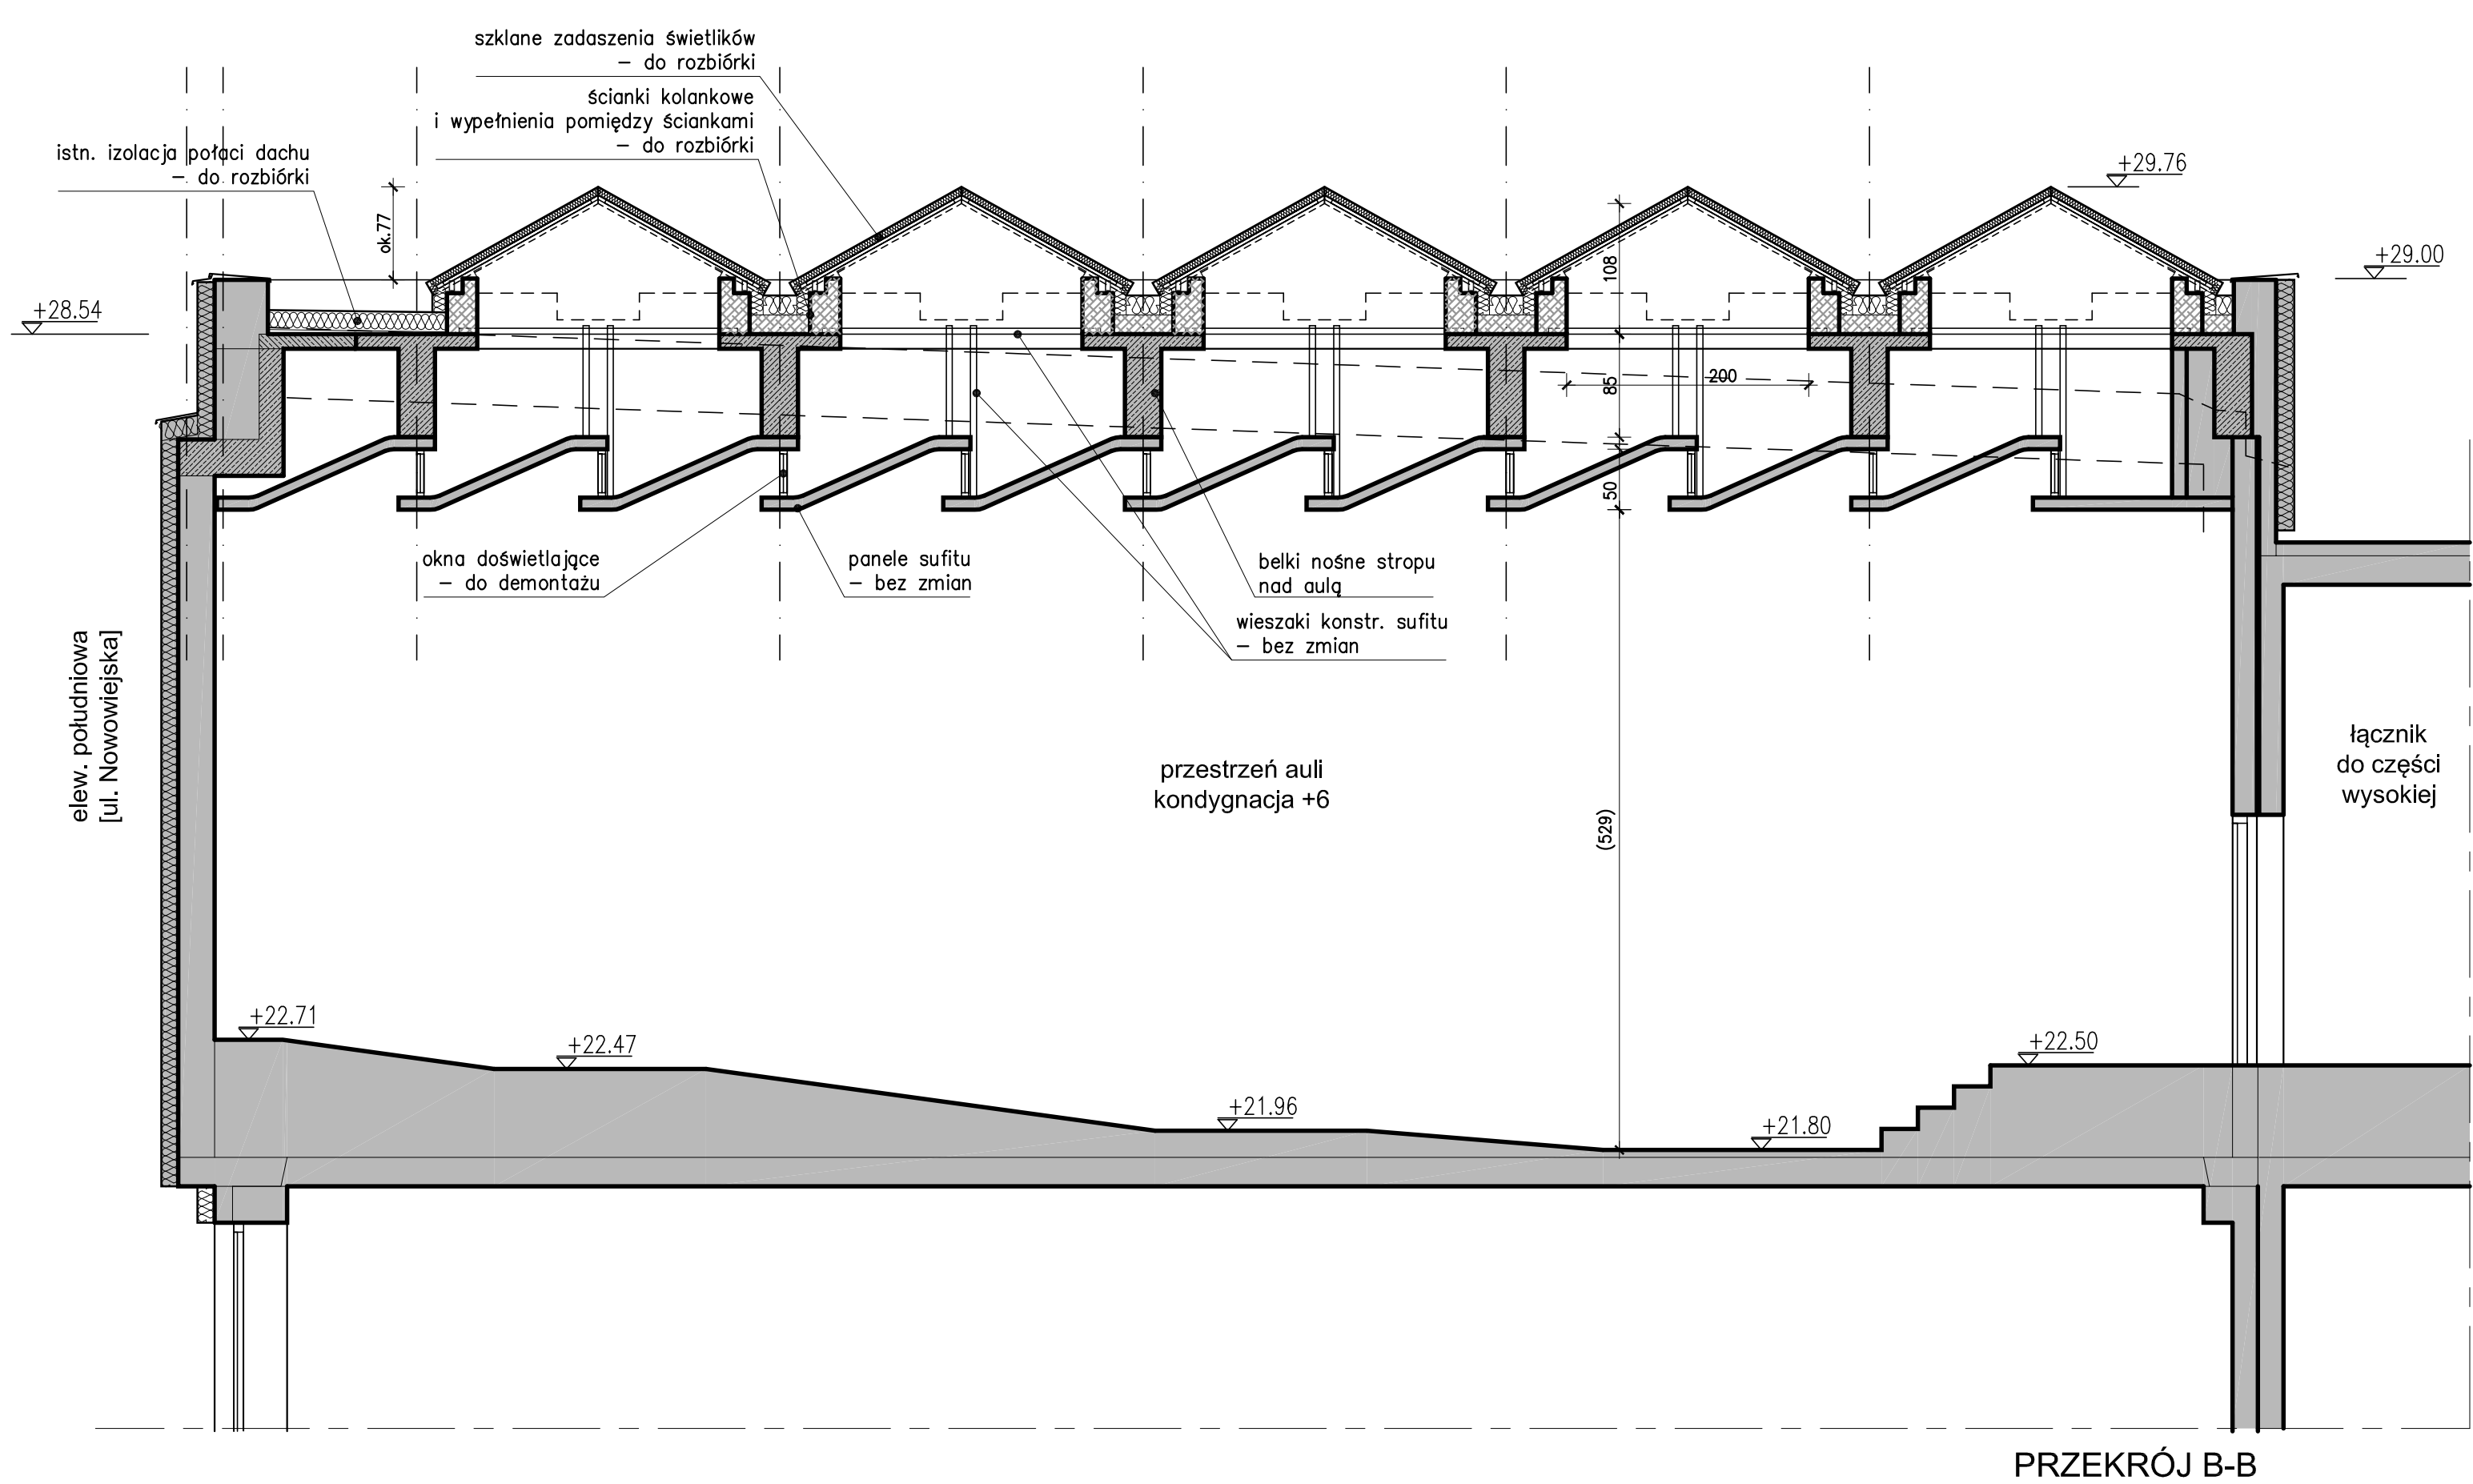 szklane zadaszenia świetlików
– do rozbiórki
ścianki kolankowe
i wypełnienia pomiędzy ściankami
– do rozbiórki
istn. izolacja połaci dachu
– do rozbiórki
ok.77
+29.76
+29.00
+28.54
108
85
200
50
okna doświetlające
– do demontażu
panele sufitu
– bez zmian
belki nośne stropu
nad aulą
wieszaki konstr. sufitu
– bez zmian
elew. południowa
[ul. Nowowiejska]
przestrzeń auli
kondygnacja +6
(529)
łącznik
do części
wysokiej
+22.71
+22.47
+21.96
+21.80
+22.50
PRZEKRÓJ B-B